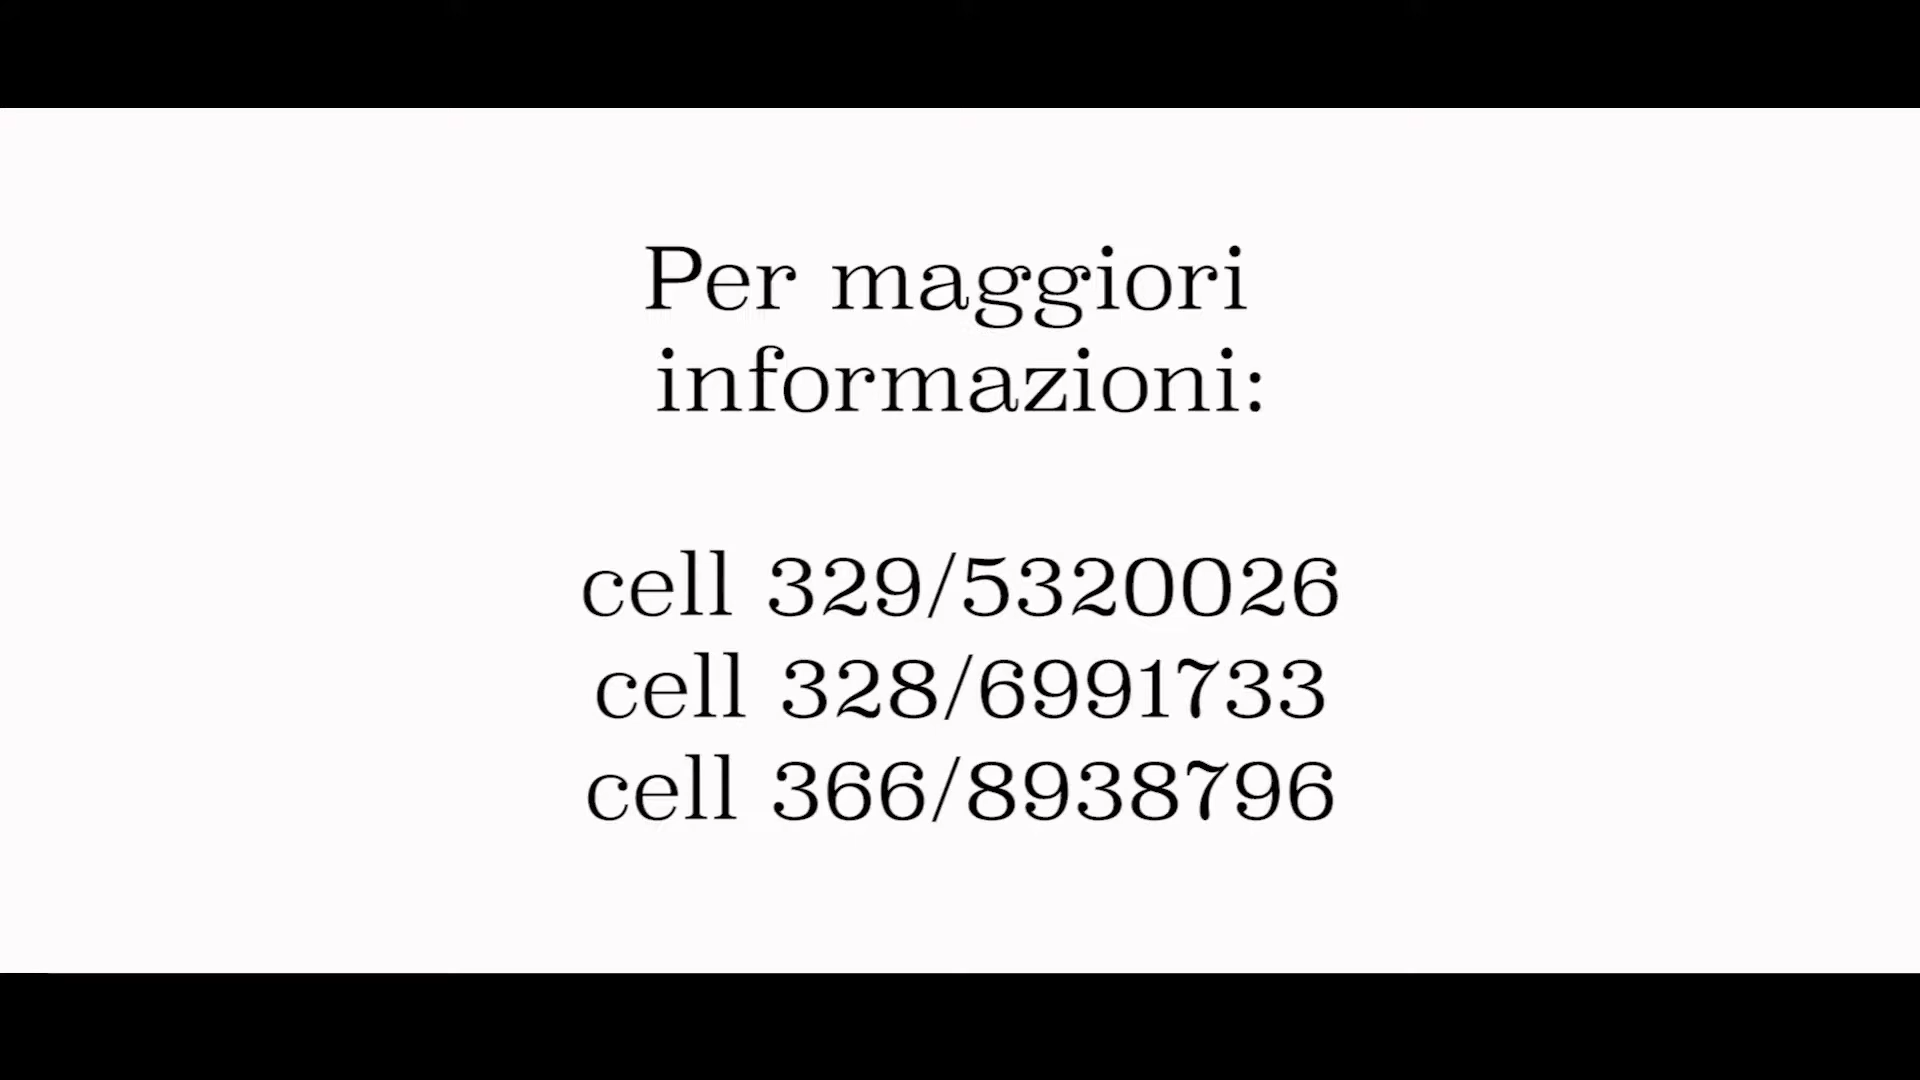 Per maggiori
informazioni:
cell 329/5320026
cell 328/6991733
cell 366/8938796